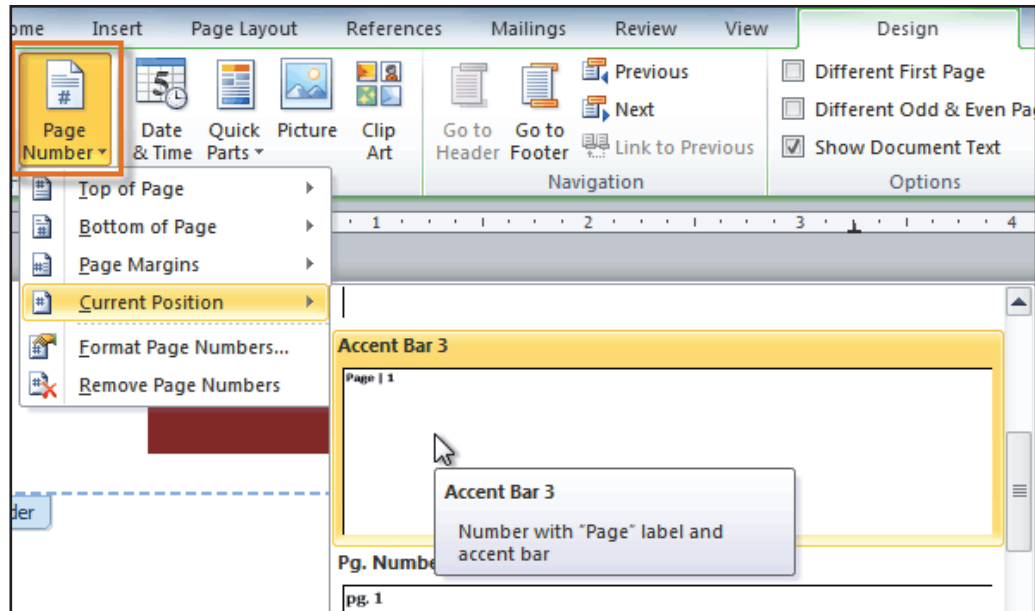 ome Insert Page Layout References Mailings Review View Design
Page Number
Date & Time
Quick Parts
Picture
Clip Art
Go to Header
Go to Footer
Previous
Next
Link to Previous
Navigation
Different First Page
Different Odd & Even Pa
Show Document Text
Options
Top of Page
Bottom of Page
Page Margins
Current Position
Format Page Numbers...
Remove Page Numbers
1 2 3 4
Accent Bar 3
Page | 1
Accent Bar 3
Number with "Page" label and
accent bar
der
Pg. Numbe
pg. 1